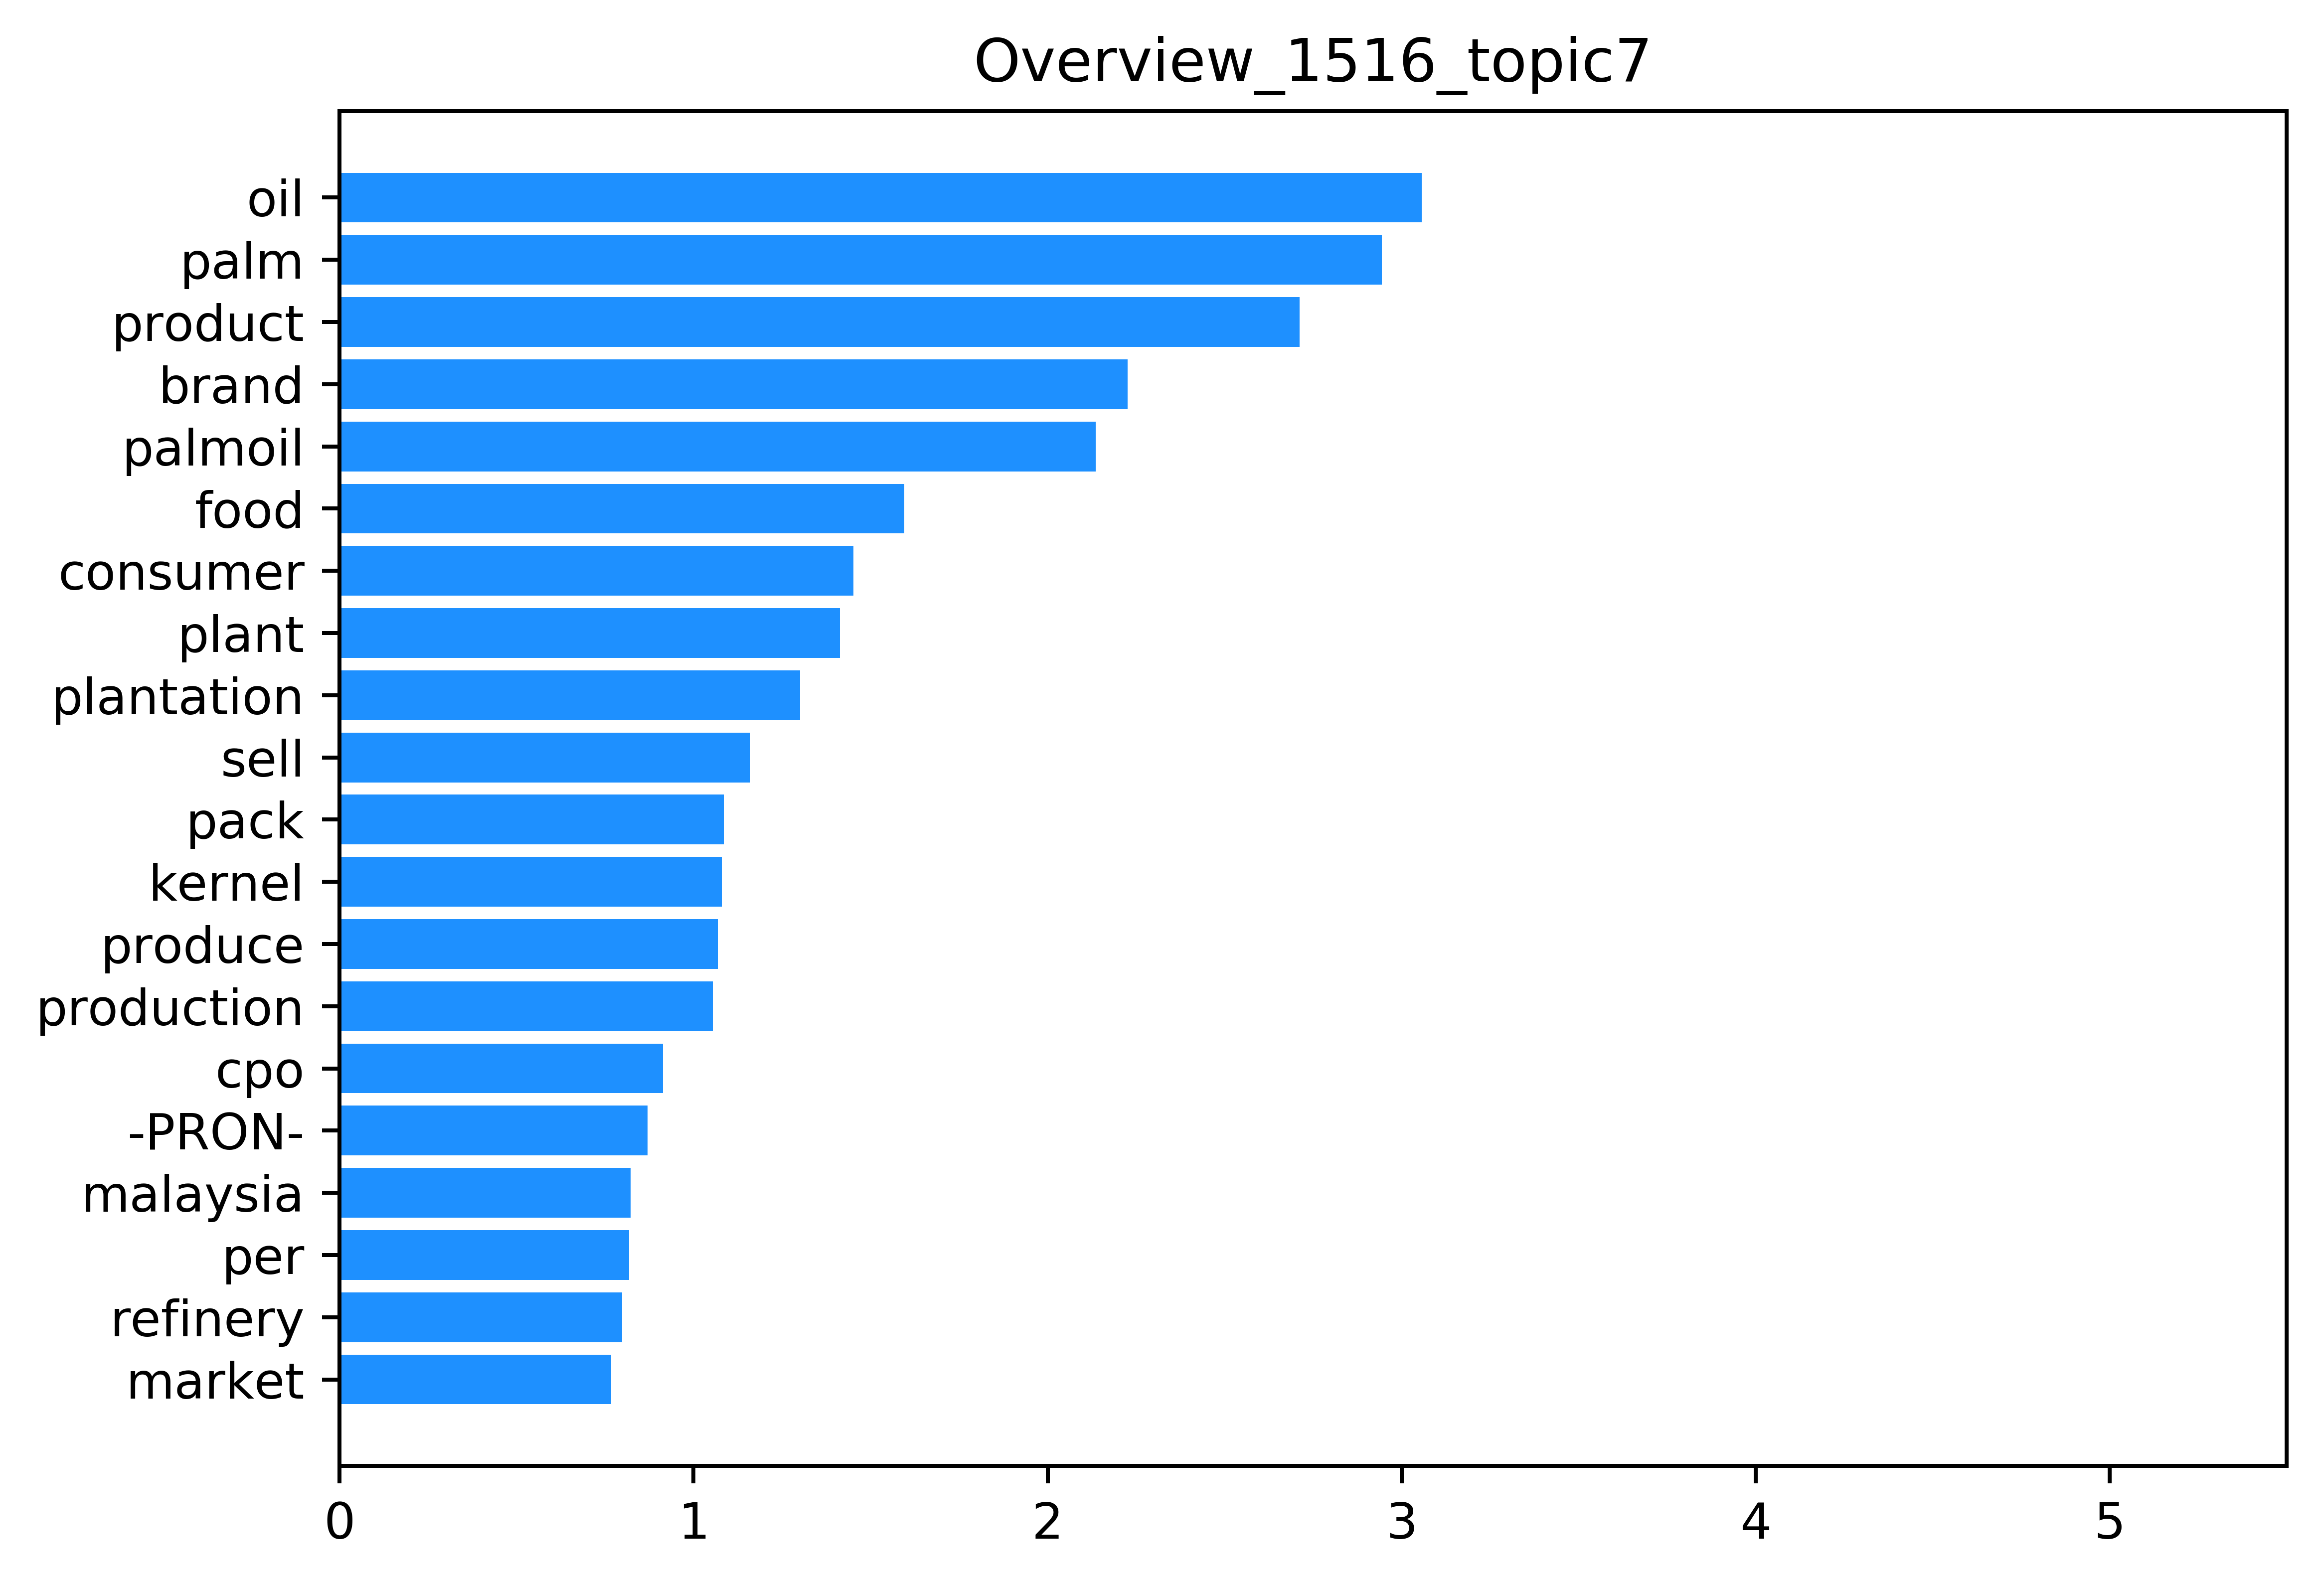 Overview_1516_topic7
oil
palm
product
brand
palmoil
food
consumer
plant
plantation
sell
pack
kernel
produce
production
cpo
-PRON-
malaysia
per
refinery
market
0 1 2 3 4 5